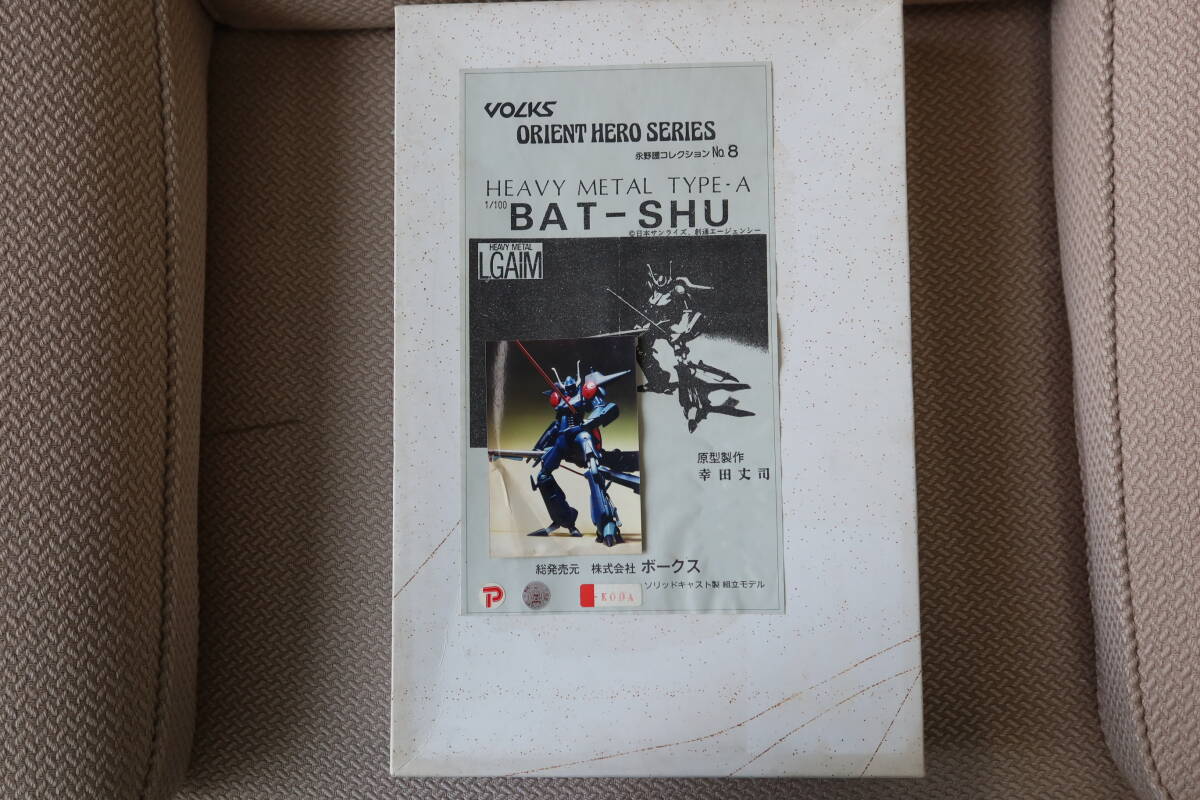 VOLKS
ORIENT HERO SERIES
永野護コレクション No. 8
HEAVY METAL TYPE-A
1/100 BAT-SHU
©日本サンライズ、創通エージェンシー
HEAVY METAL
L.GAIM
原型製作
幸田丈司
総発売元 株式会社 ボークス
ソリッドキャスト製 組立モデル
P
-KODA